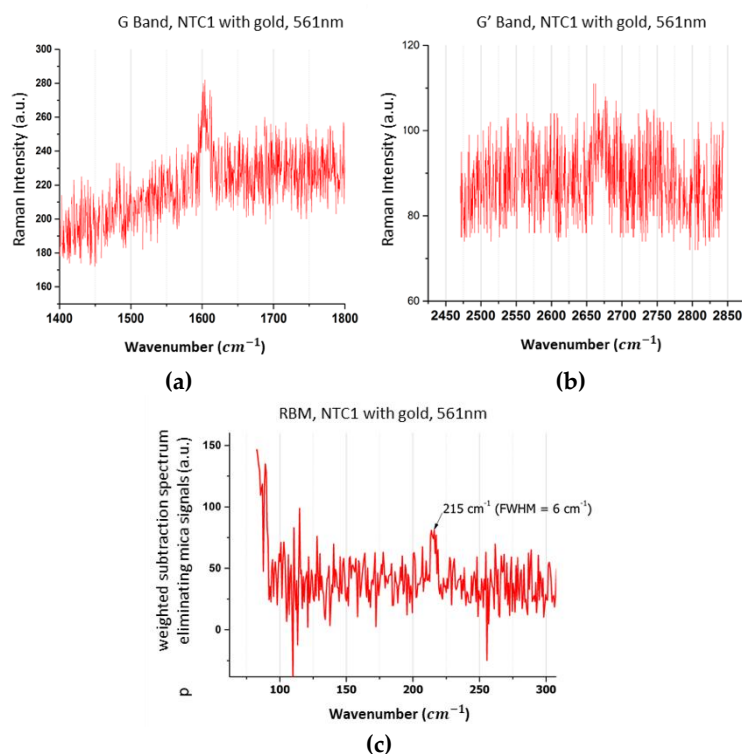 G Band, NTC1 with gold, 561nm
Raman Intensity (a.u.)
300
280
260
240
220
200
180
160
140
1400 1500 1600 1700 1800
Wavenumber (cm⁻¹)
(a)
G’ Band, NTC1 with gold, 561nm
Raman Intensity (a.u.)
120
100
80
60
2450 2500 2550 2600 2650 2700 2750 2800 2850
Wavenumber (cm⁻¹)
(b)
RBM, NTC1 with gold, 561nm
weighted subtraction spectrum
eliminating mica signals (a.u.)
p
150
100
50
0
215 cm⁻¹ (FWHM = 6 cm⁻¹)
100 150 200 250 300
Wavenumber (cm⁻¹)
(c)